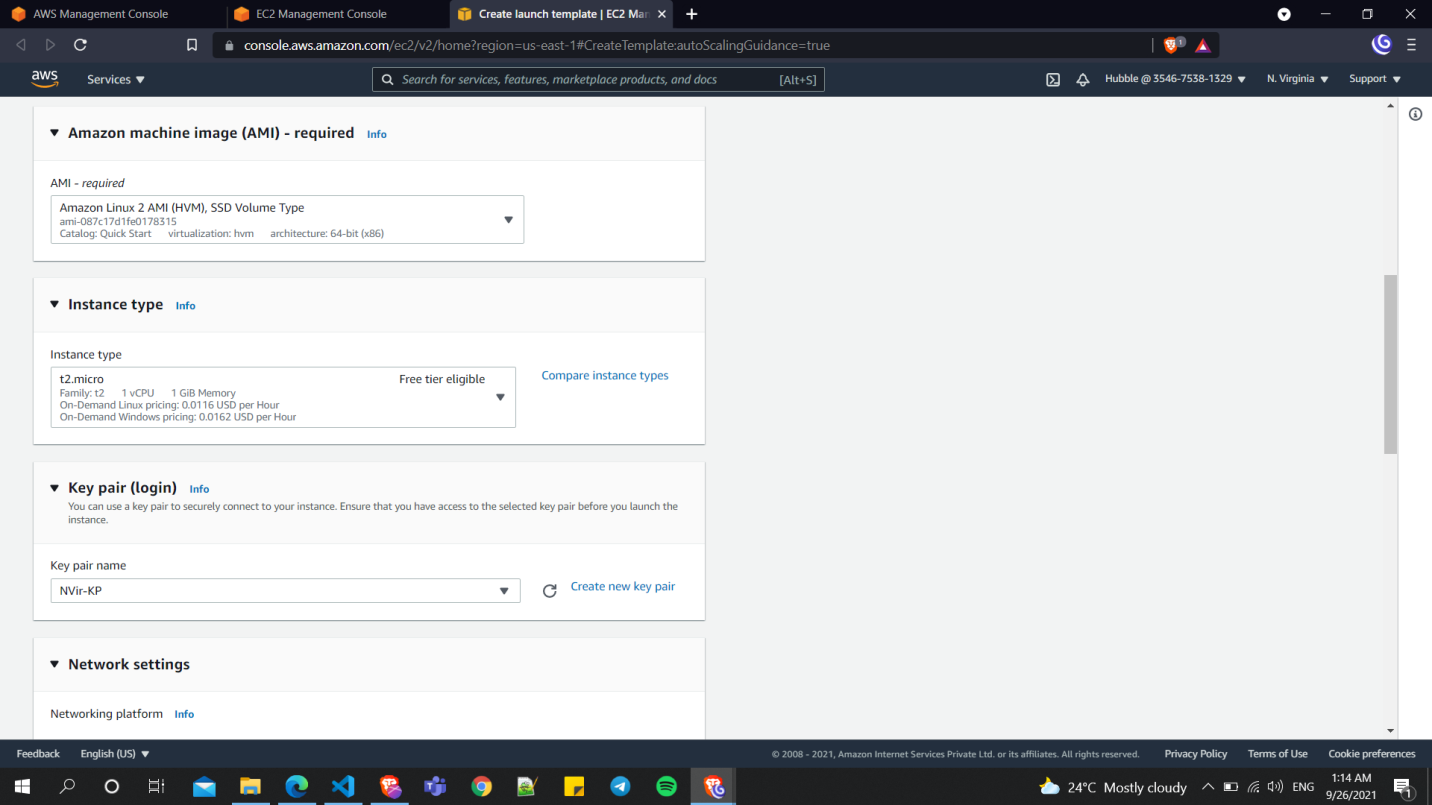 AWS Management Console
EC2 Management Console
Create launch template | EC2 Man
console.aws.amazon.com/ec2/v2/home?region=us-east-1#CreateTemplate:autoScalingGuidance=true
1
aws
Services
Search for services, features, marketplace products, and docs
[Alt+S]
Hubble @ 3546-7538-1329
N. Virginia
Support
Amazon machine image (AMI) - required Info
AMI - required
Amazon Linux 2 AMI (HVM), SSD Volume Type
ami-087c17d1fe0178315
Catalog: Quick Start virtualization: hvm architecture: 64-bit (x86)
Instance type Info
Instance type
t2.micro Free tier eligible
Family: t2 1 vCPU 1 GiB Memory
On-Demand Linux pricing: 0.0116 USD per Hour
On-Demand Windows pricing: 0.0162 USD per Hour
Compare instance types
Key pair (login) Info
You can use a key pair to securely connect to your instance. Ensure that you have access to the selected key pair before you launch the
instance.
Key pair name
NVir-KP
Create new key pair
Network settings
Networking platform Info
Feedback
English (US)
© 2008 - 2021, Amazon Internet Services Private Ltd. or its affiliates. All rights reserved.
Privacy Policy
Terms of Use
Cookie preferences
24°C Mostly cloudy
ENG
1:14 AM
9/26/2021
1